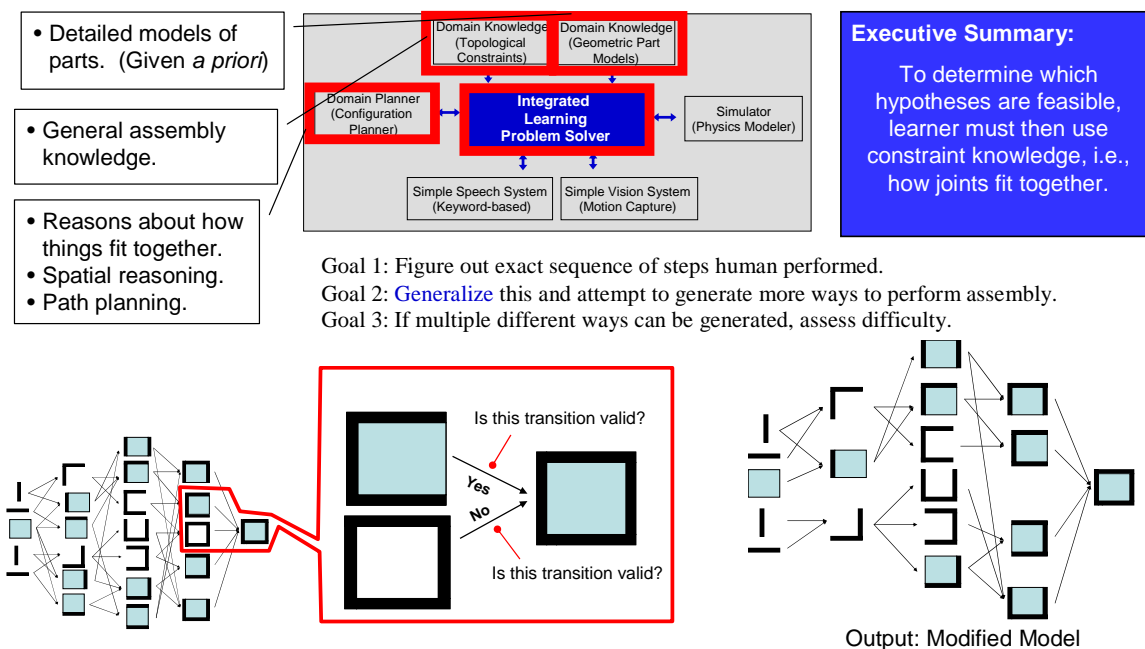 • Detailed models of
parts. (Given a priori)
• General assembly
knowledge.
• Reasons about how
things fit together.
• Spatial reasoning.
• Path planning.
Domain Knowledge
(Topological
Constraints)
Domain Knowledge
(Geometric Part
Models)
Domain Planner
(Configuration
Planner)
Integrated
Learning
Problem Solver
Simulator
(Physics Modeler)
Simple Speech System
(Keyword-based)
Simple Vision System
(Motion Capture)
Executive Summary:
To determine which
hypotheses are feasible,
learner must then use
constraint knowledge, i.e.,
how joints fit together.
Goal 1: Figure out exact sequence of steps human performed.
Goal 2: Generalize this and attempt to generate more ways to perform assembly.
Goal 3: If multiple different ways can be generated, assess difficulty.
Is this transition valid?
Yes
No
Is this transition valid?
Output: Modified Model